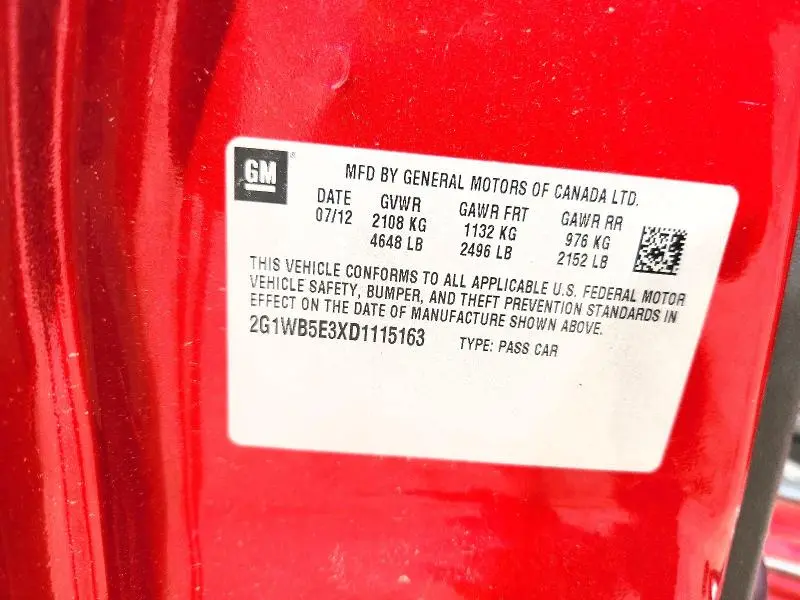 GM
MFD BY GENERAL MOTORS OF CANADA LTD.
DATE GVWR GAWR FRT GAWR RR
07/12 2108 KG 1132 KG 976 KG
4648 LB 2496 LB 2152 LB
THIS VEHICLE CONFORMS TO ALL APPLICABLE U.S. FEDERAL MOTOR
VEHICLE SAFETY, BUMPER, AND THEFT PREVENTION STANDARDS IN
EFFECT ON THE DATE OF MANUFACTURE SHOWN ABOVE.
2G1WB5E3XD1115163 TYPE: PASS CAR